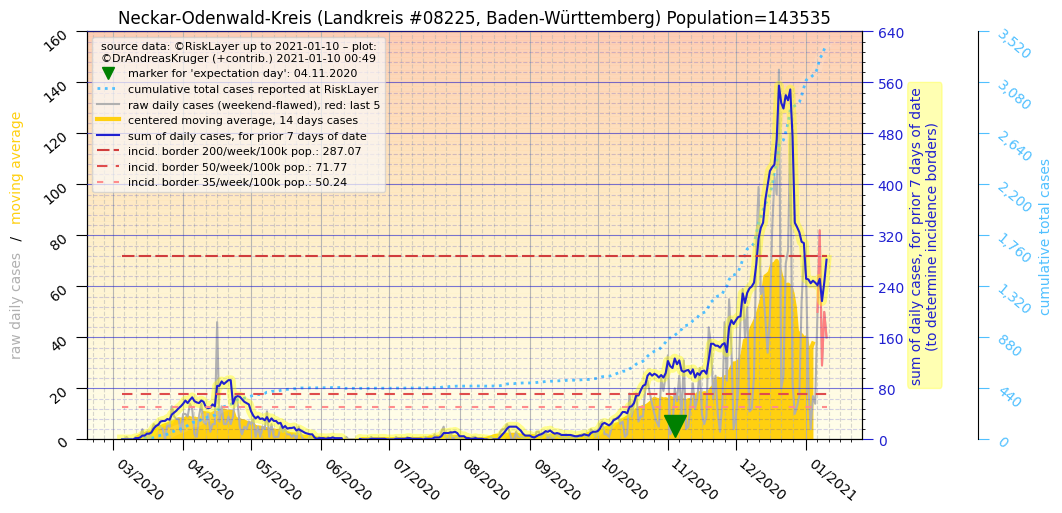 Neckar-Odenwald-Kreis (Landkreis #08225, Baden-Württemberg) Population=143535
source data: ©RiskLayer up to 2021-01-10 – plot:
©DrAndreasKruger (+contrib.) 2021-01-10 00:49
marker for 'expectation day': 04.11.2020
cumulative total cases reported at RiskLayer
raw daily cases (weekend-flawed), red: last 5
centered moving average, 14 days cases
sum of daily cases, for prior 7 days of date
incid. border 200/week/100k pop.: 287.07
incid. border 50/week/100k pop.: 71.77
incid. border 35/week/100k pop.: 50.24
raw daily cases / moving average
160
140
120
100
80
60
40
20
0
03/2020
04/2020
05/2020
06/2020
07/2020
08/2020
09/2020
10/2020
11/2020
12/2020
01/2021
640
560
480
400
320
240
160
80
0
sum of daily cases, for prior 7 days of date
(to determine incidence borders)
3,520
3,080
2,640
2,200
1,760
1,320
880
440
0
cumulative total cases